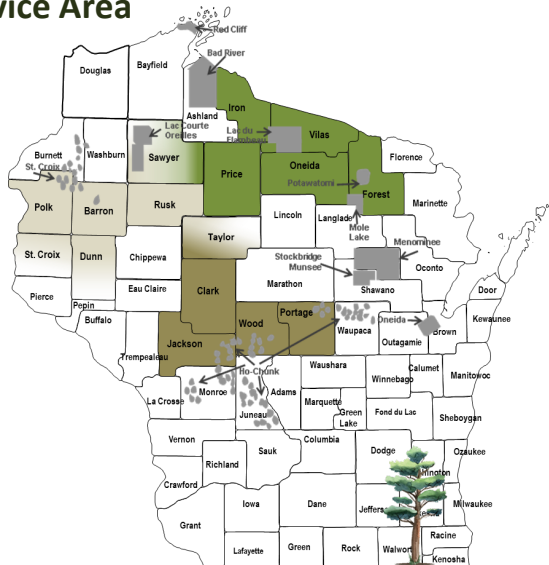 vice Area
Red Cliff
Bad River
Douglas
Bayfield
Ashland
Iron
Lac Courte
Oreilles
Lac du
Flambeau
Vilas
Burnett
Washburn
Sawyer
St. Croix
Price
Oneida
Florence
Potawatomi
Forest
Polk
Barron
Rusk
Lincoln
Langlade
Marinette
Mole
Lake
Taylor
St. Croix
Dunn
Chippewa
Menominee
Stockbridge
Munsee
Marathon
Oconto
Shawano
Pierce
Pepin
Eau Claire
Clark
Door
Buffalo
Wood
Portage
Waupaca
Oneida
Brown
Kewaunee
Outagamie
Trempealeau
Jackson
Ho-Chunk
Waushara
Calumet
Winnebago
Manitowoc
La Crosse
Monroe
Juneau
Adams
Marquette
Green
Lake
Fond du Lac
Sheboygan
Vernon
Sauk
Columbia
Dodge
Ozaukee
Richland
Crawford
Iowa
Dane
Milwaukee
Grant
Lafayette
Green
Rock
Racine
Kenosha